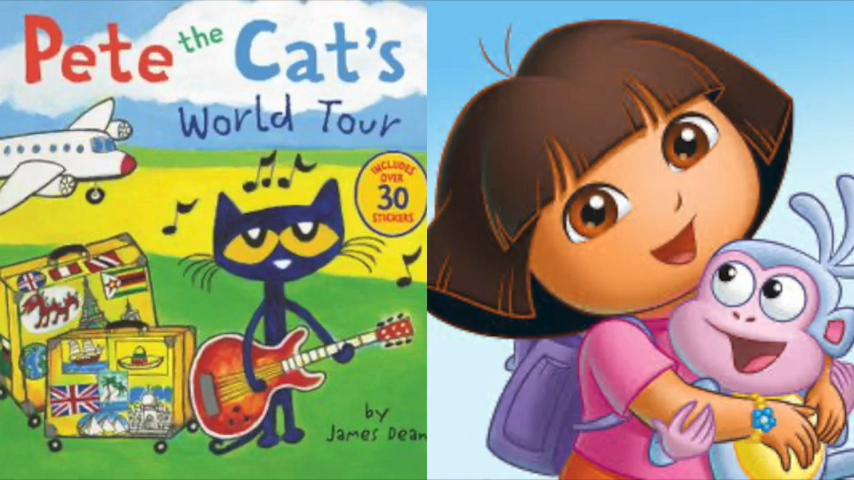 Pete the Cat's
World Tour
INCLUDES
OVER
30
STICKERS
by
James Dean